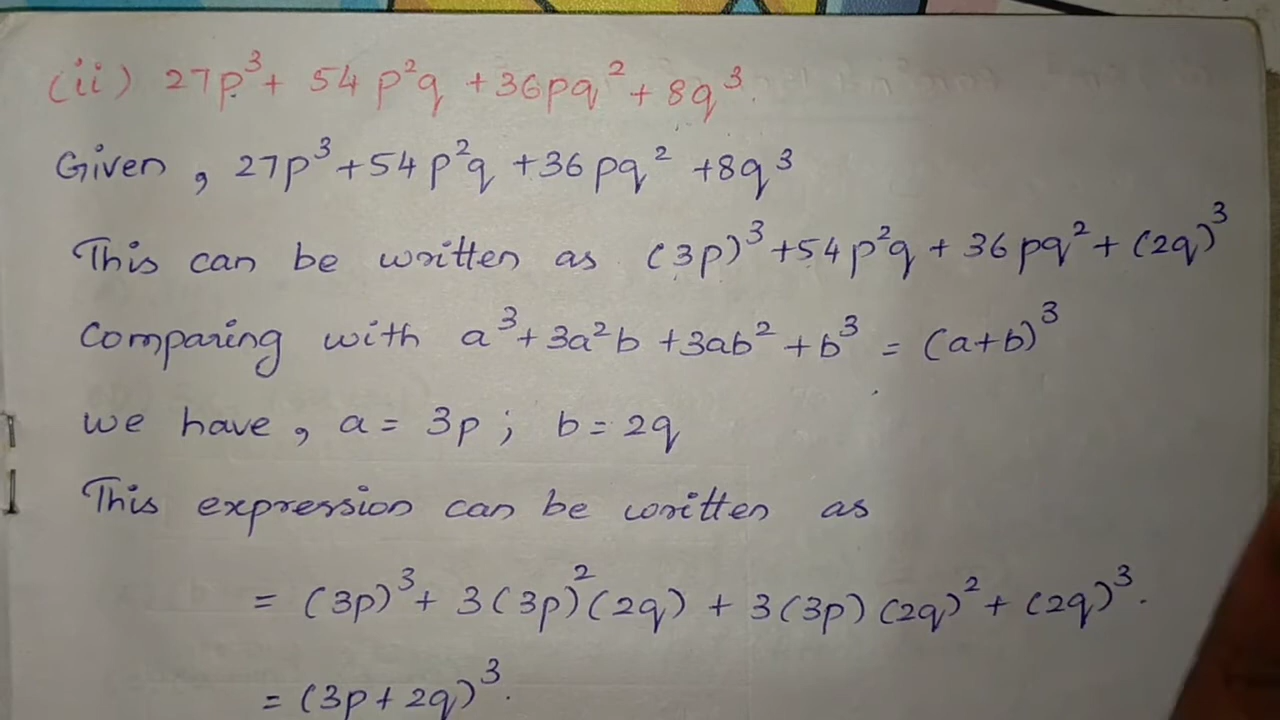 (ii) 27p³ + 54p²q + 36pq² + 8q³.
Given, 27p³ + 54p²q + 36pq² + 8q³
This can be written as (3p)³ + 54p²q + 36pq² + (2q)³
Comparing with a³ + 3a²b + 3ab² + b³ = (a+b)³
we have, a = 3p ; b = 2q
This expression can be written as
= (3p)³ + 3(3p)²(2q) + 3(3p)(2q)² + (2q)³.
= (3p + 2q)³.